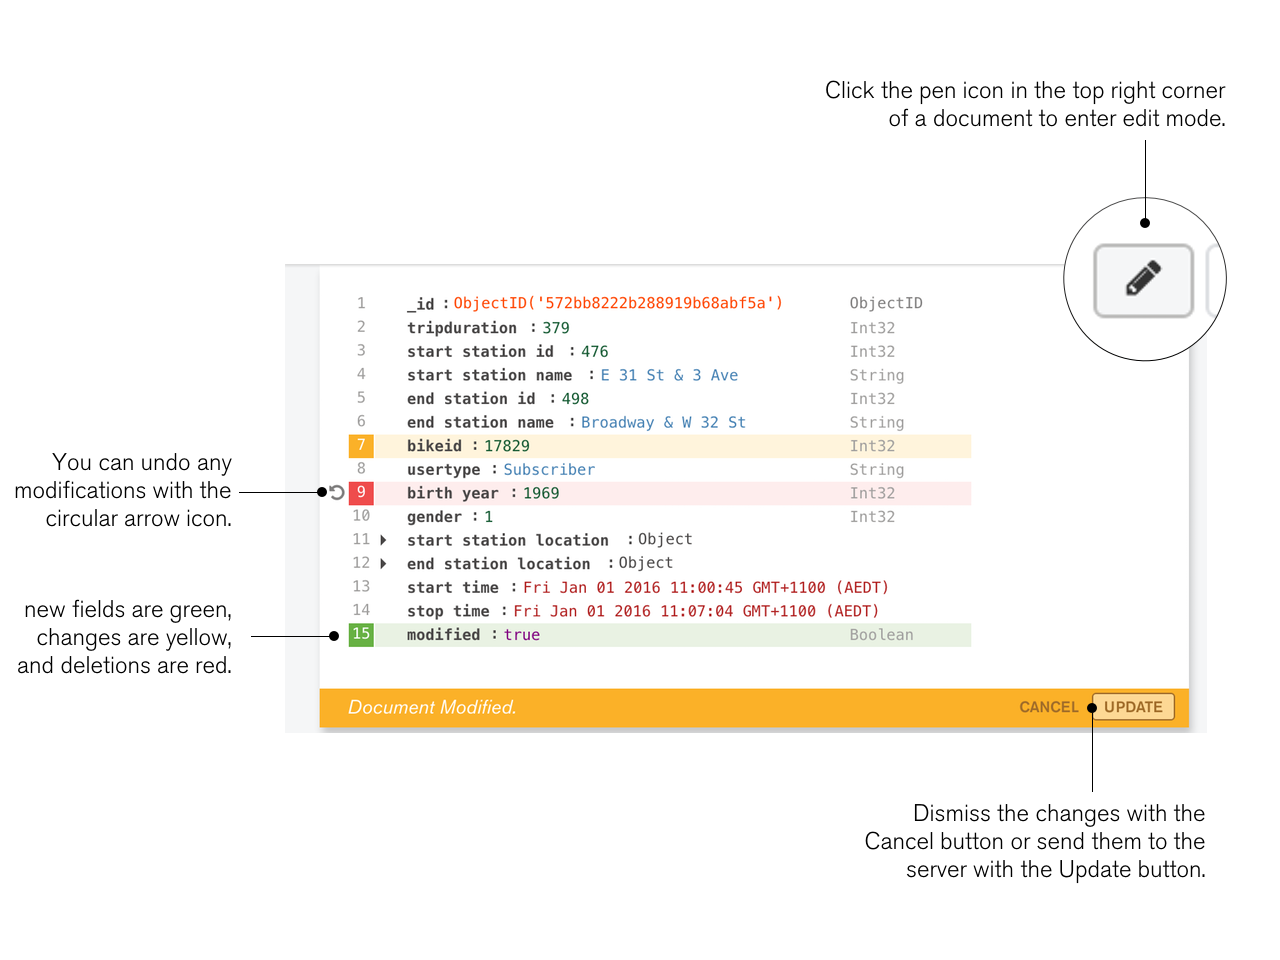 Click the pen icon in the top right corner
of a document to enter edit mode.
1 _id : ObjectID('572bb8222b288919b68abf5a') ObjectID
2 tripduration : 379 Int32
3 start station id : 476 Int32
4 start station name : E 31 St & 3 Ave String
5 end station id : 498 Int32
6 end station name : Broadway & W 32 St String
7 bikeid : 17829 Int32
8 usertype : Subscriber String
9 birth year : 1969 Int32
10 gender : 1 Int32
11 start station location : Object
12 end station location : Object
13 start time : Fri Jan 01 2016 11:00:45 GMT+1100 (AEDT)
14 stop time : Fri Jan 01 2016 11:07:04 GMT+1100 (AEDT)
15 modified : true Boolean
You can undo any
modifications with the
circular arrow icon.
new fields are green,
changes are yellow,
and deletions are red.
Document Modified. CANCEL UPDATE
Dismiss the changes with the
Cancel button or send them to the
server with the Update button.